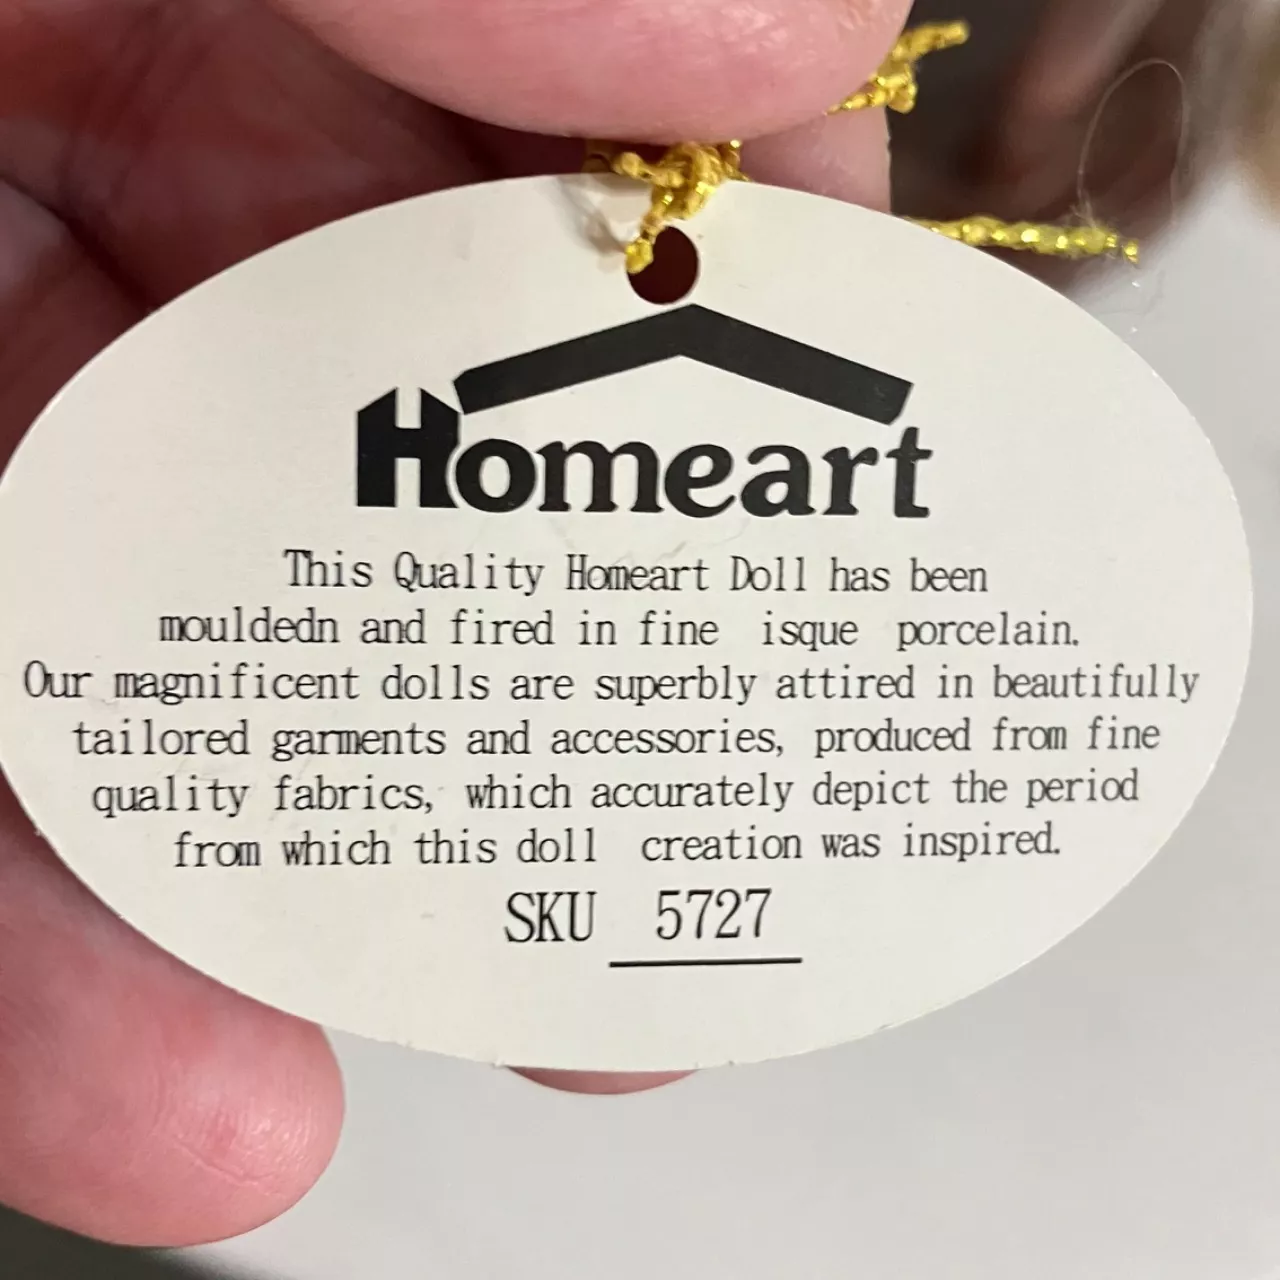 Homeart
This Quality Homeart Doll has been
mouldedn and fired in fine isque porcelain.
Our magnificent dolls are superbly attired in beautifully
tailored garments and accessories, produced from fine
quality fabrics, which accurately depict the period
from which this doll creation was inspired.
SKU 5727